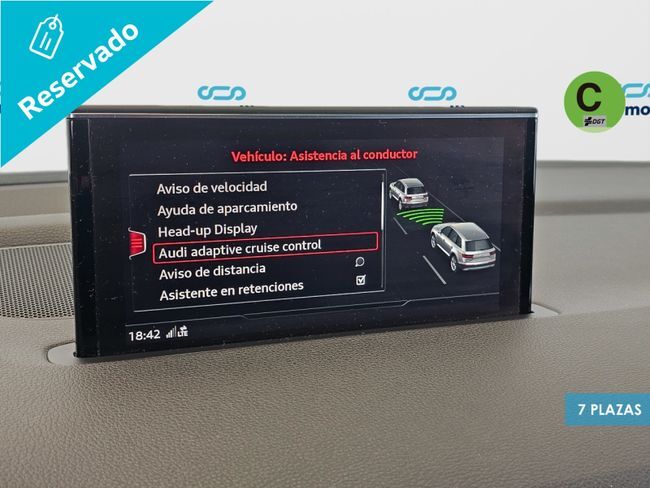 Reservado
C
DGT
mo
Vehículo: Asistencia al conductor
Aviso de velocidad
Ayuda de aparcamiento
Head-up Display
Audi adaptive cruise control
Aviso de distancia
Asistente en retenciones
18:42
LTE
7 PLAZAS